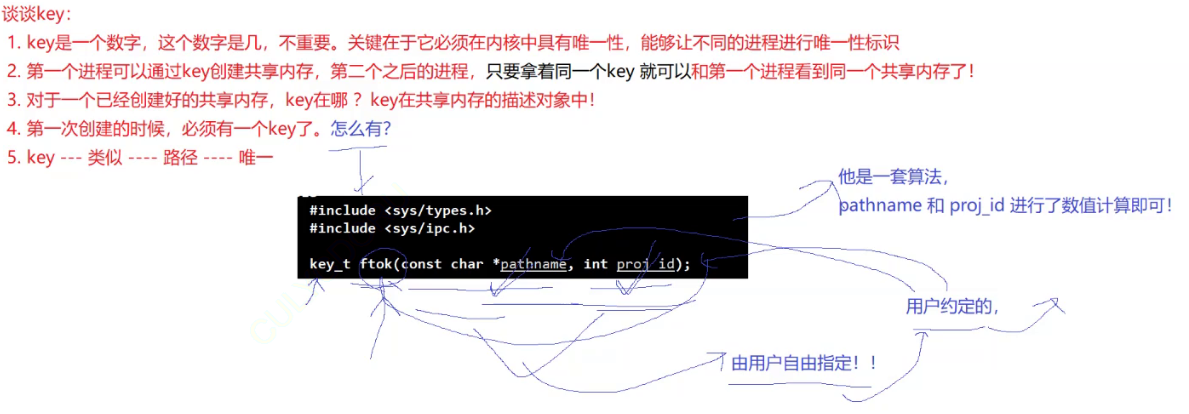 谈谈key：
1. key是一个数字，这个数字是几，不重要。关键在于它必须在内核中具有唯一性，能够让不同的进程进行唯一性标识
2. 第一个进程可以通过key创建共享内存，第二个之后的进程，只要拿着同一个key 就可以和第一个进程看到同一个共享内存了！
3. 对于一个已经创建好的共享内存，key在哪 ？key在共享内存的描述对象中！
4. 第一次创建的时候，必须有一个key了。怎么有？
5. key --- 类似 ---- 路径 ---- 唯一
他是一套算法，
pathname 和 proj_id 进行了数值计算即可！
#include <sys/types.h>
#include <sys/ipc.h>
key_t ftok(const char *pathname, int proj_id);
用户约定的，
由用户自由指定！！